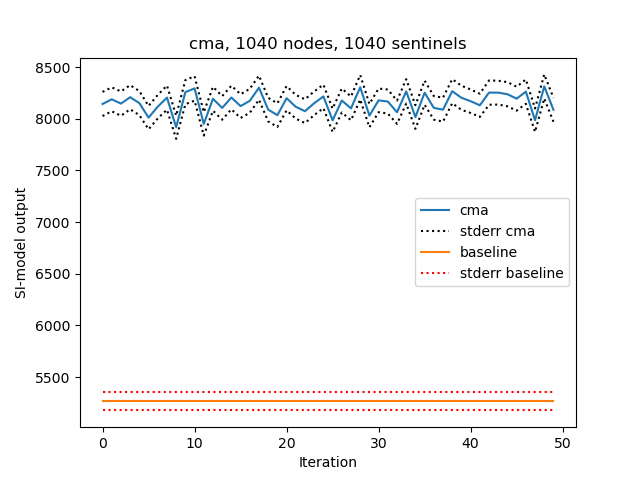 cma, 1040 nodes, 1040 sentinels
8500
8000
7500
7000
6500
6000
5500
SI-model output
cma
stderr cma
baseline
stderr baseline
0
10
20
30
40
50
Iteration